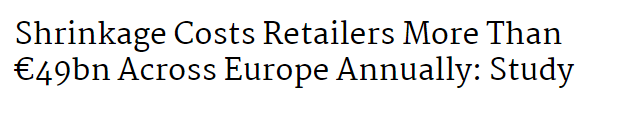 Shrinkage Costs Retailers More Than
€49bn Across Europe Annually: Study